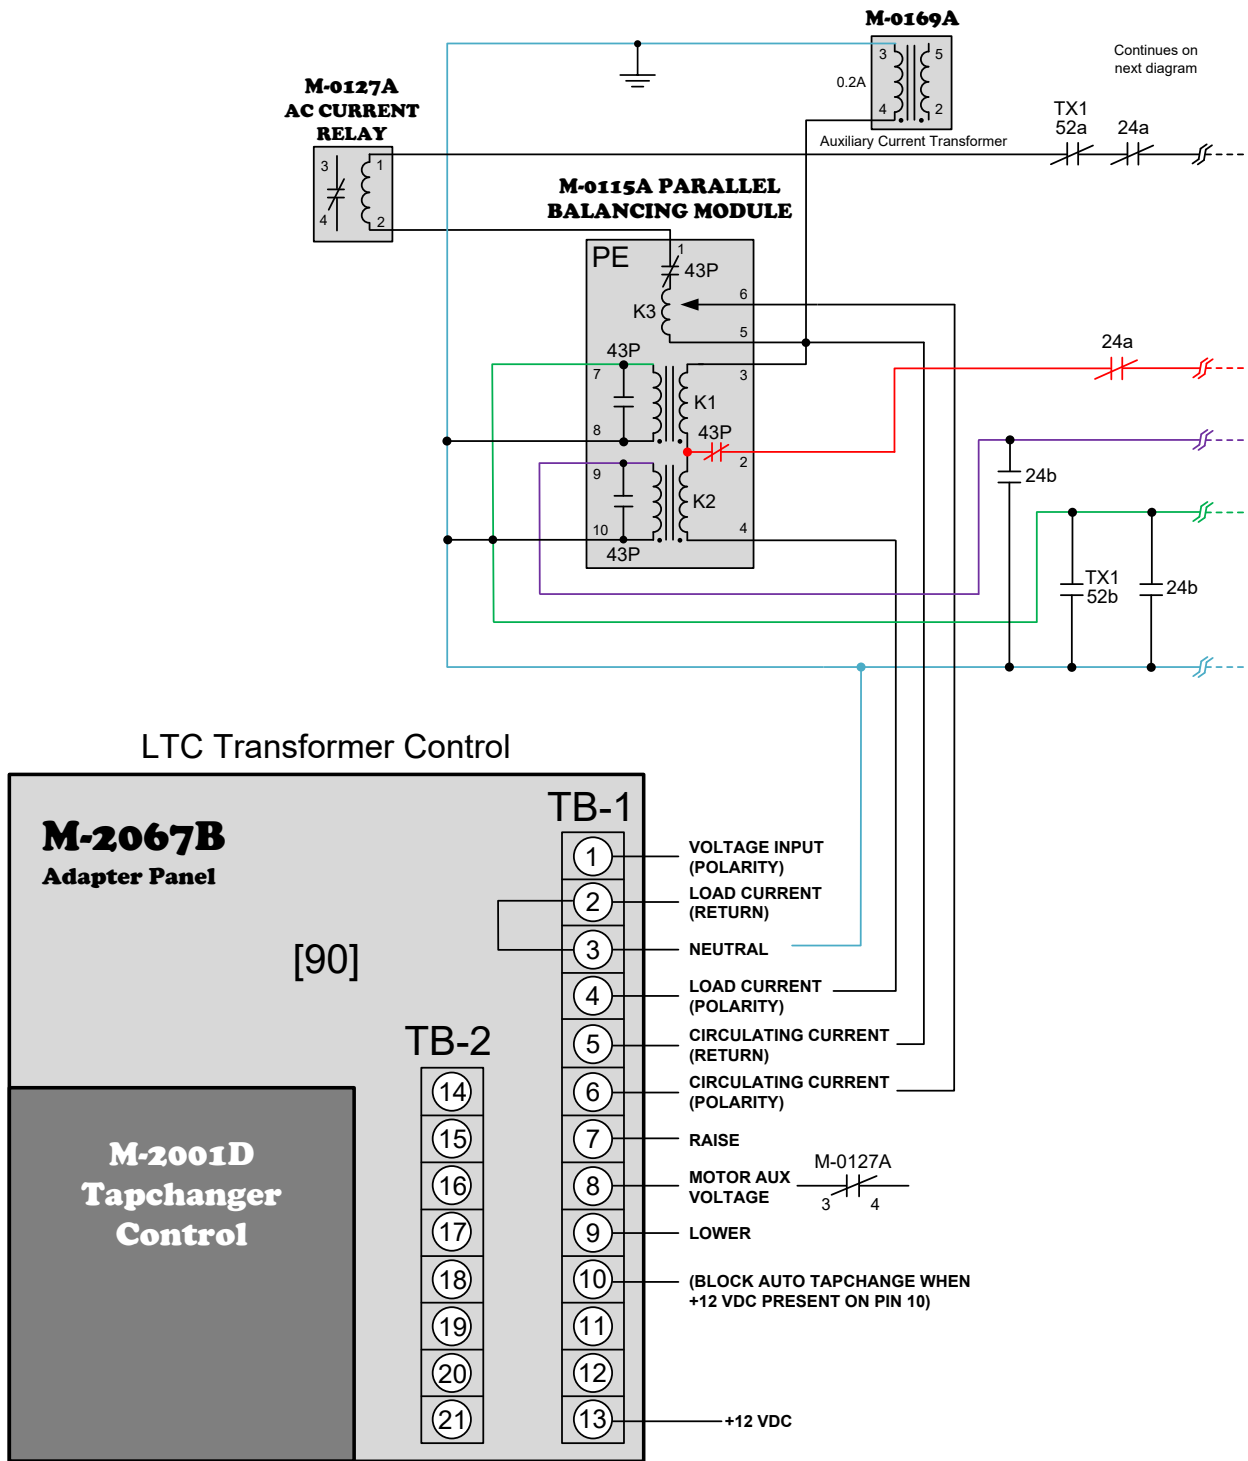 M-0169A
3
5
0.2A
4
2
Auxiliary Current Transformer
Continues on
next diagram
M-0127A
AC CURRENT
RELAY
3
1
4
2
TX1
52a
24a
M-0115A PARALLEL
BALANCING MODULE
PE
1
43P
6
K3
5
43P
7
3
K1
8
43P
2
9
K2
10
4
43P
24a
24b
TX1
52b
24b
LTC Transformer Control
M-2067B
Adapter Panel
[90]
TB-1
1
VOLTAGE INPUT
(POLARITY)
2
LOAD CURRENT
(RETURN)
3
NEUTRAL
4
LOAD CURRENT
(POLARITY)
5
CIRCULATING CURRENT
(RETURN)
6
CIRCULATING CURRENT
(POLARITY)
7
RAISE
8
MOTOR AUX
VOLTAGE
M-0127A
3
4
9
LOWER
10
(BLOCK AUTO TAPCHANGE WHEN
+12 VDC PRESENT ON PIN 10)
11
12
13
+12 VDC
TB-2
14
15
16
17
18
19
20
21
M-2001D
Tapchanger
Control